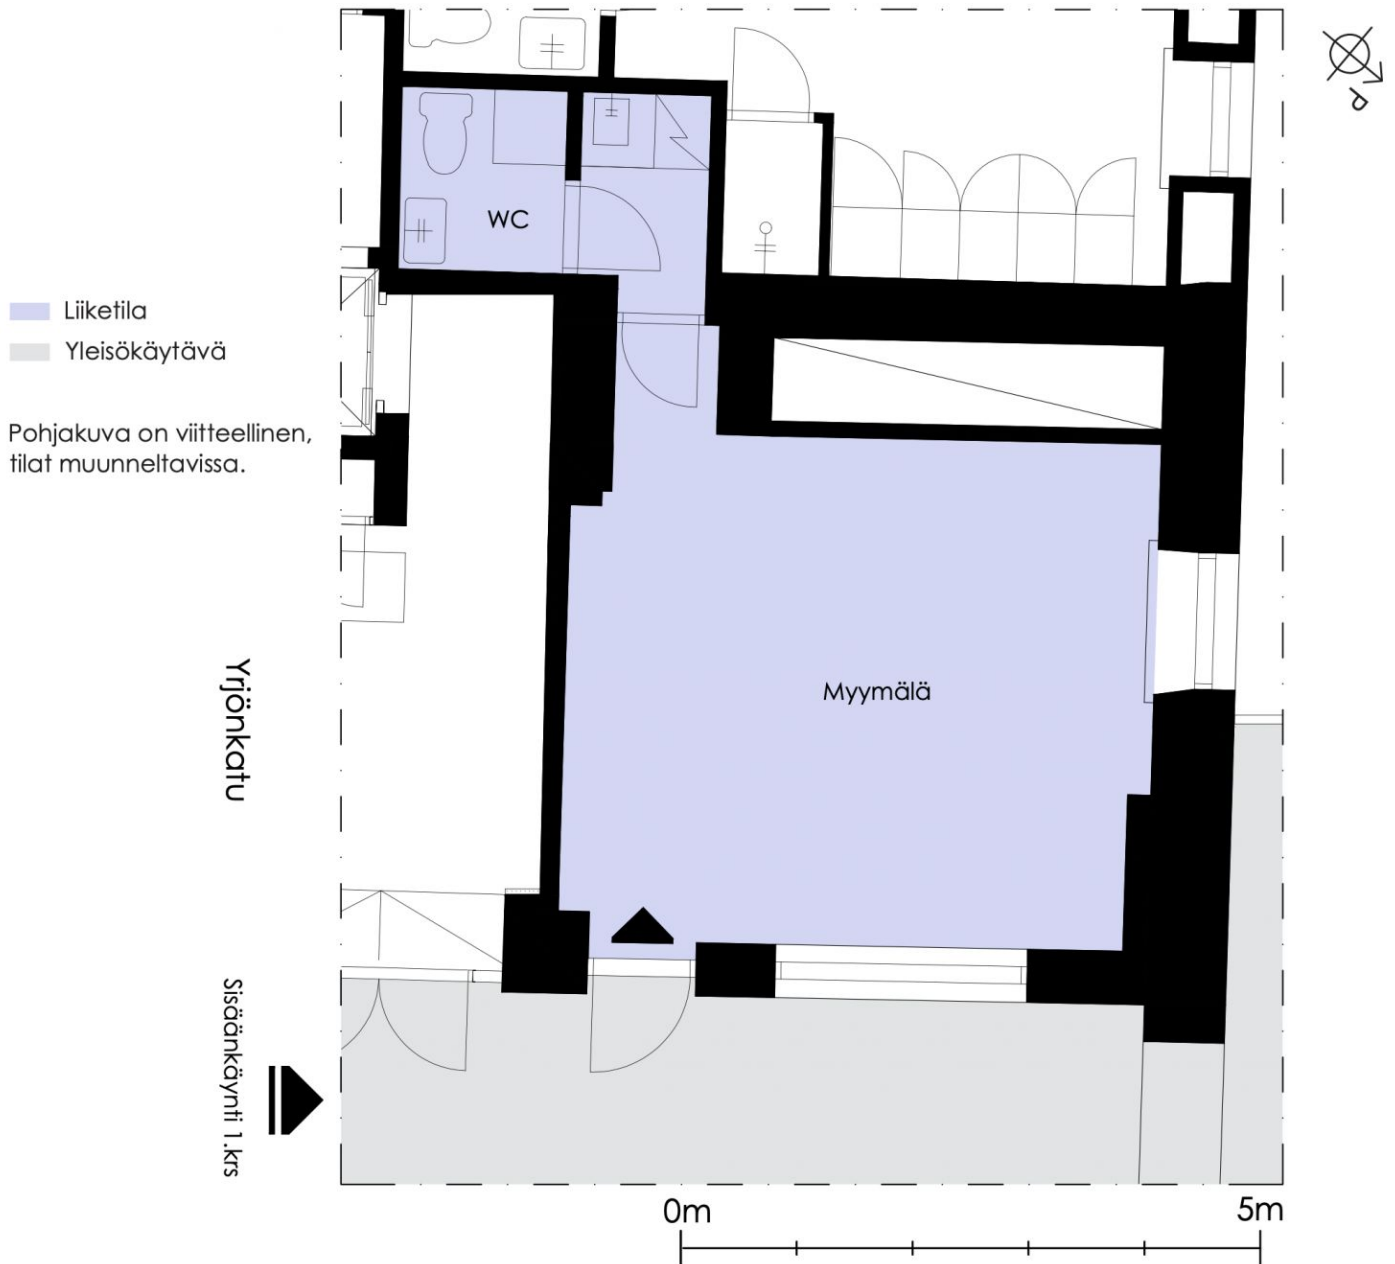 P
WC
Liiketila
Yleisökäytävä
Pohjakuva on viitteellinen,
tilat muunneltavissa.
Yrjönkatu
Myymälä
Sisäänkäynti 1.krs
0m
5m